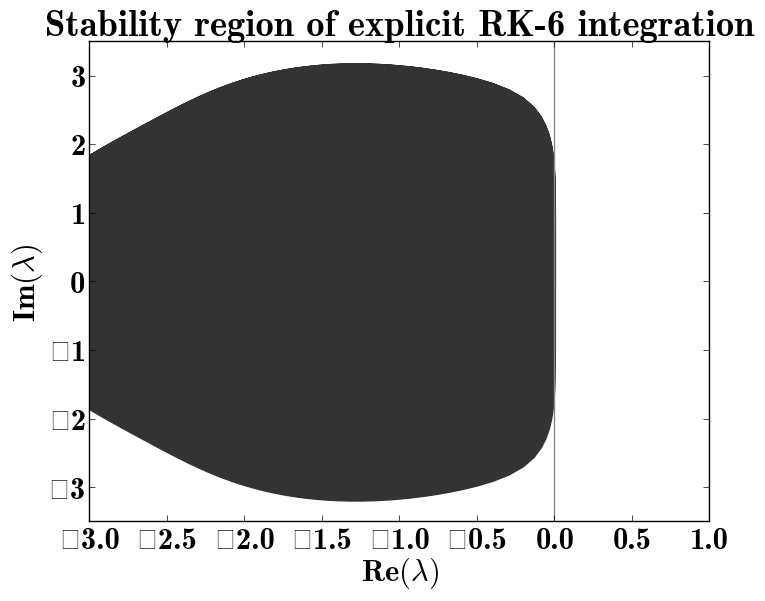 Stability region of explicit RK-6 integration
3
2
1
0
□1
□2
□3
Im(λ)
□3.0 □2.5 □2.0 □1.5 □1.0 □0.5 0.0 0.5 1.0
Re(λ)